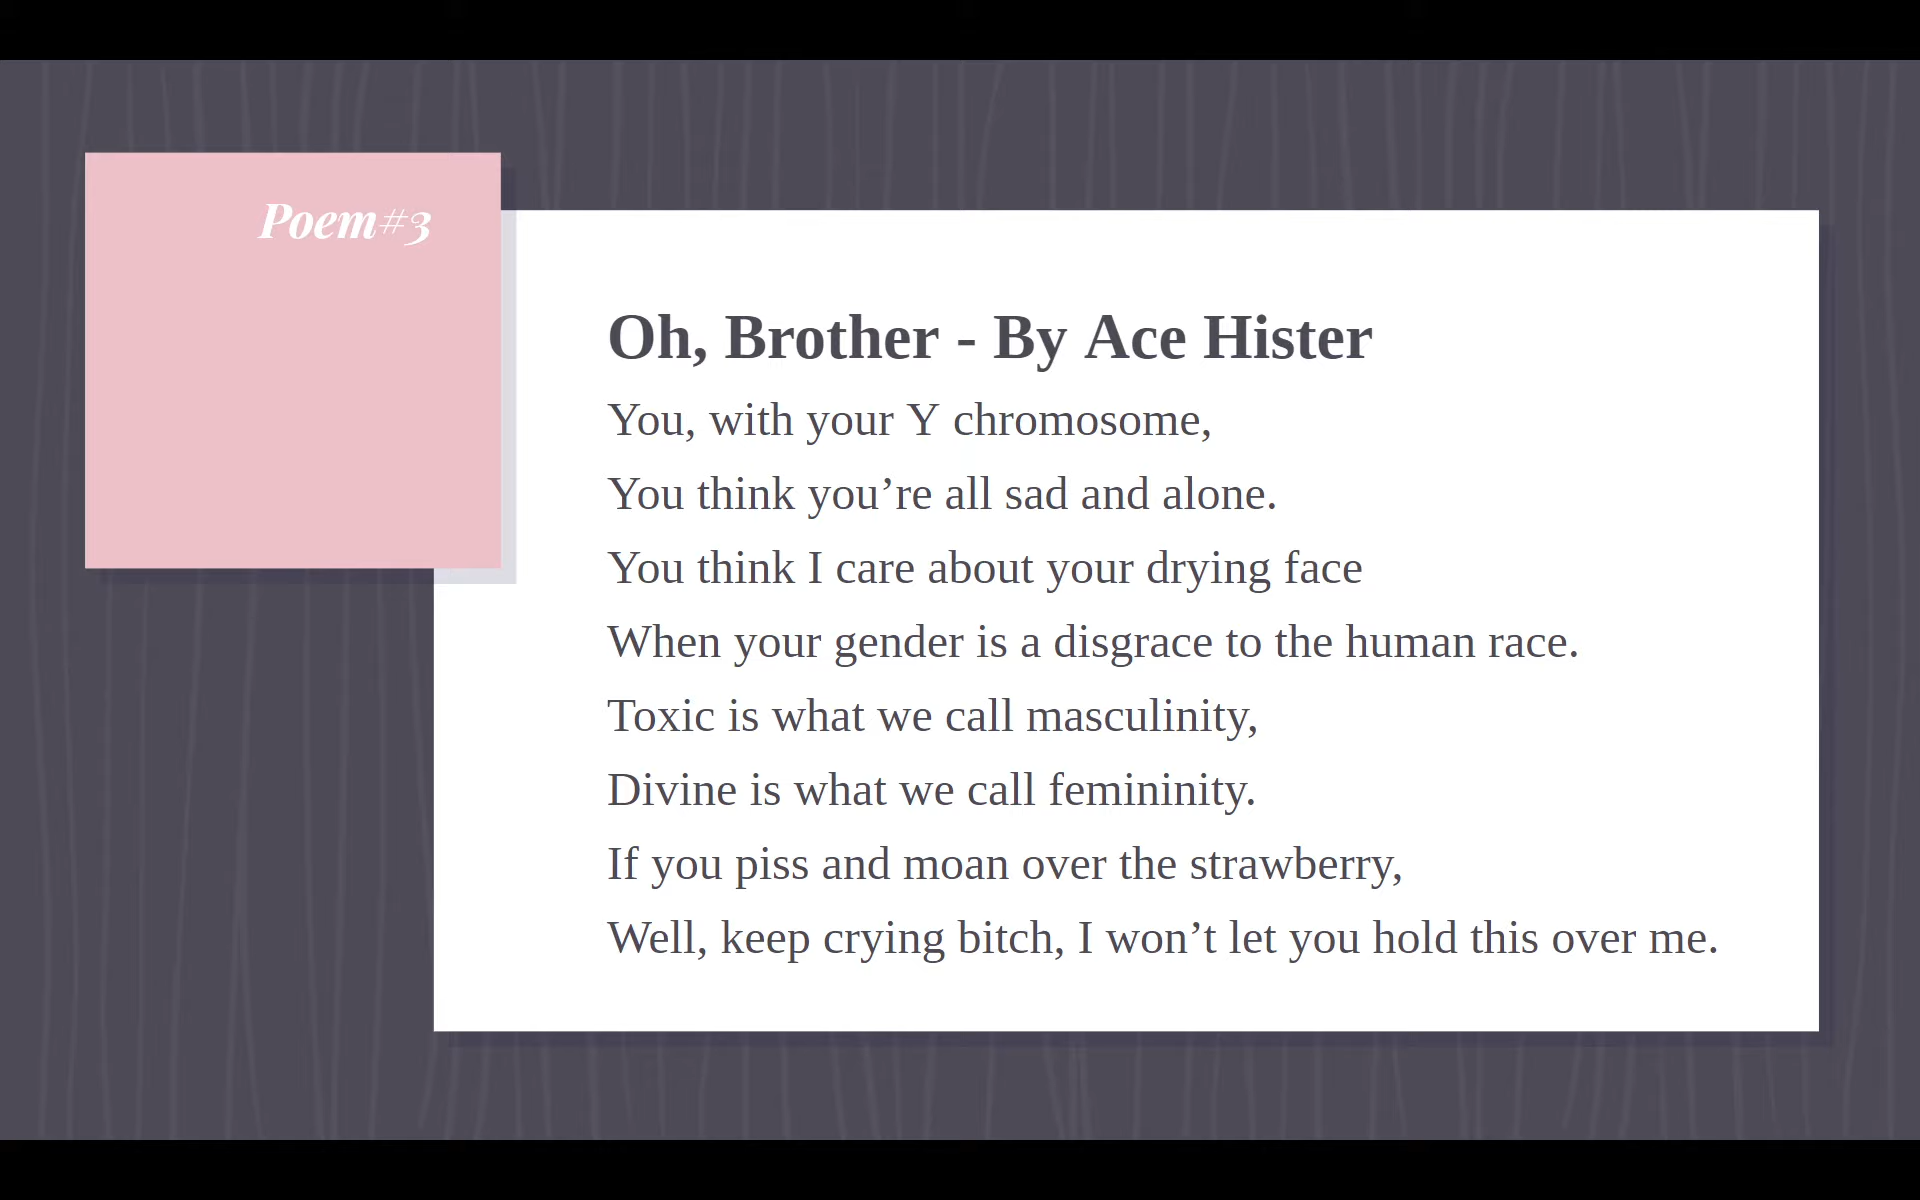 Poem#3
Oh, Brother - By Ace Hister
You, with your Y chromosome,
You think you’re all sad and alone.
You think I care about your drying face
When your gender is a disgrace to the human race.
Toxic is what we call masculinity,
Divine is what we call femininity.
If you piss and moan over the strawberry,
Well, keep crying bitch, I won’t let you hold this over me.